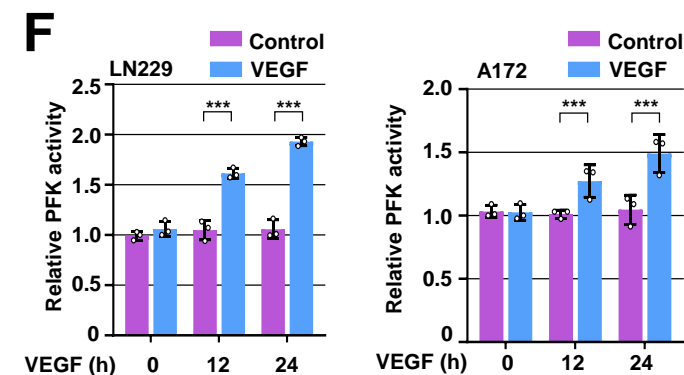 F
Control
VEGF
LN229
Relative PFK activity
2.5
2.0
1.5
1.0
0.5
0
***
***
VEGF (h) 0 12 24
Control
VEGF
A172
Relative PFK activity
2.0
1.5
1.0
0.5
0
***
***
VEGF (h) 0 12 24